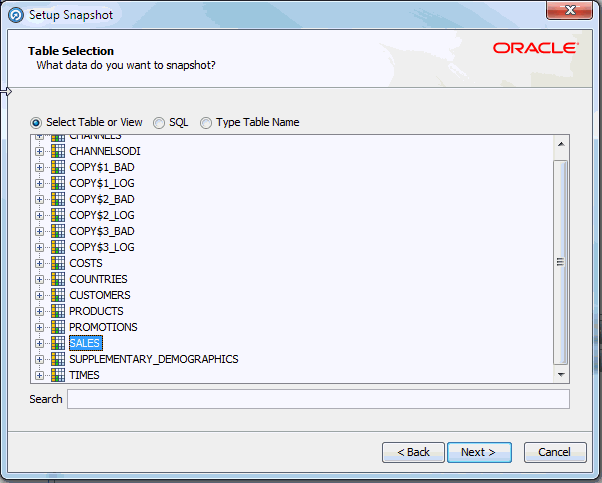 Setup Snapshot
Table Selection
What data do you want to snapshot?
ORACLE
Select Table or View SQL Type Table Name
CHANNELS
CHANNELSODI
COPY$1_BAD
COPY$1_LOG
COPY$2_BAD
COPY$2_LOG
COPY$3_BAD
COPY$3_LOG
COSTS
COUNTRIES
CUSTOMERS
PRODUCTS
PROMOTIONS
SALES
SUPPLEMENTARY_DEMOGRAPHICS
TIMES
Search
< Back Next > Cancel